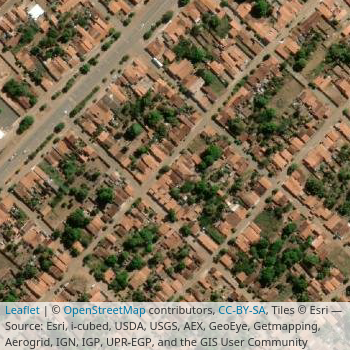 Leaflet | © OpenStreetMap contributors, CC-BY-SA, Tiles © Esri —
Source: Esri, i-cubed, USDA, USGS, AEX, GeoEye, Getmapping,
Aerogrid, IGN, IGP, UPR-EGP, and the GIS User Community